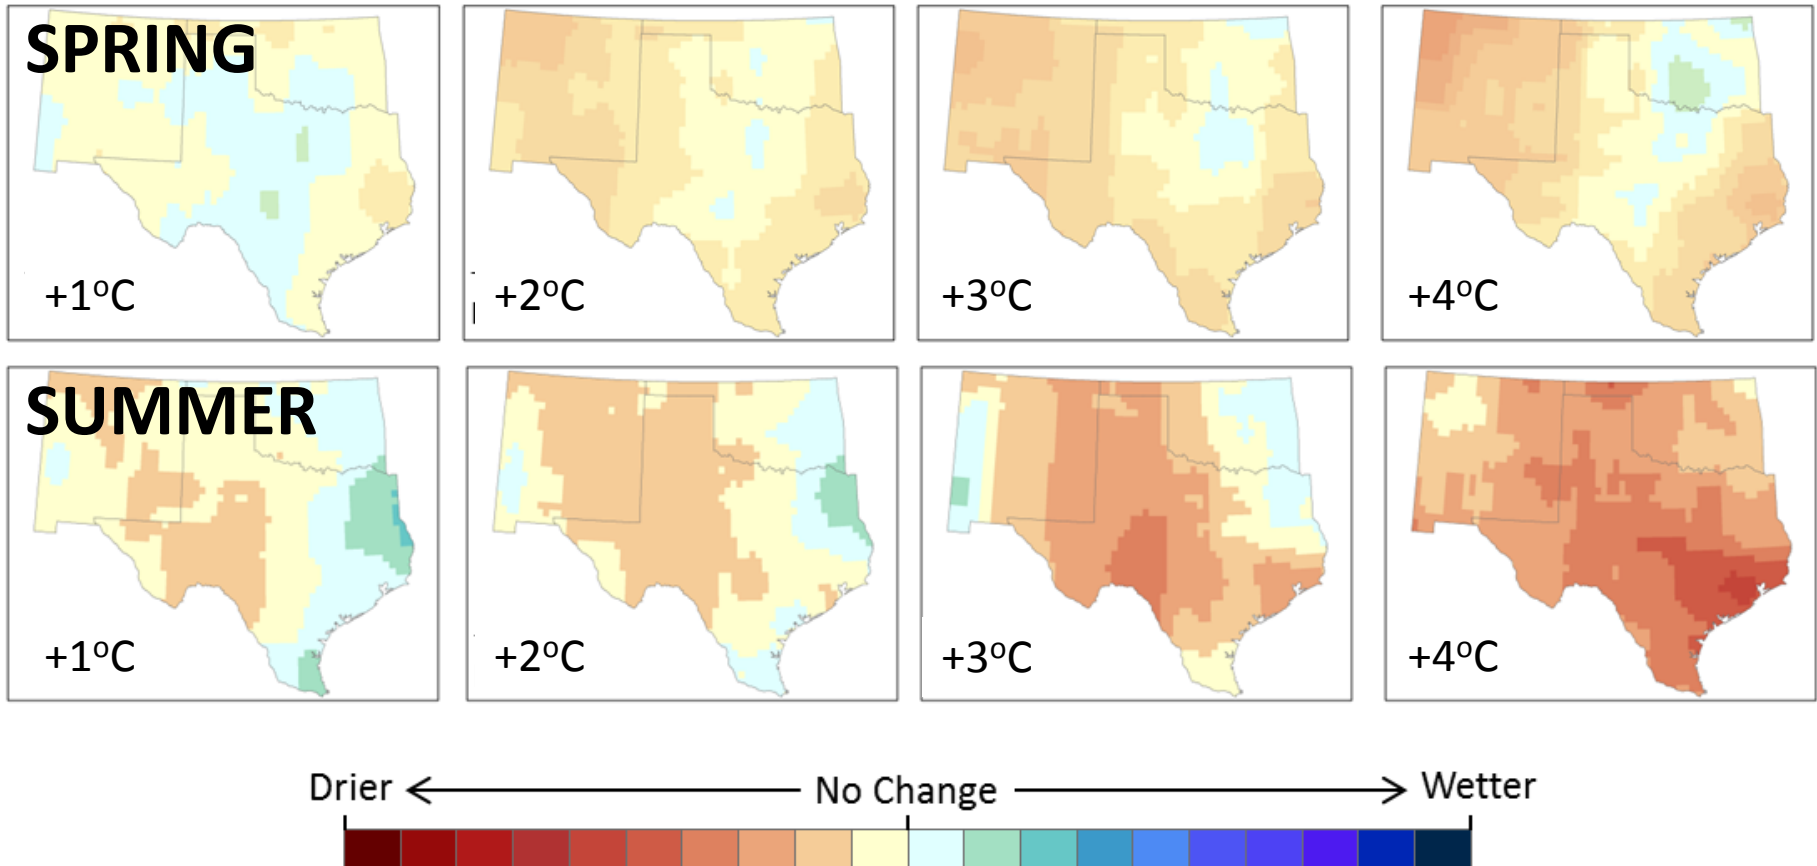 SPRING
+1°C
+2°C
+3°C
+4°C
SUMMER
+1°C
+2°C
+3°C
+4°C
Drier No Change Wetter